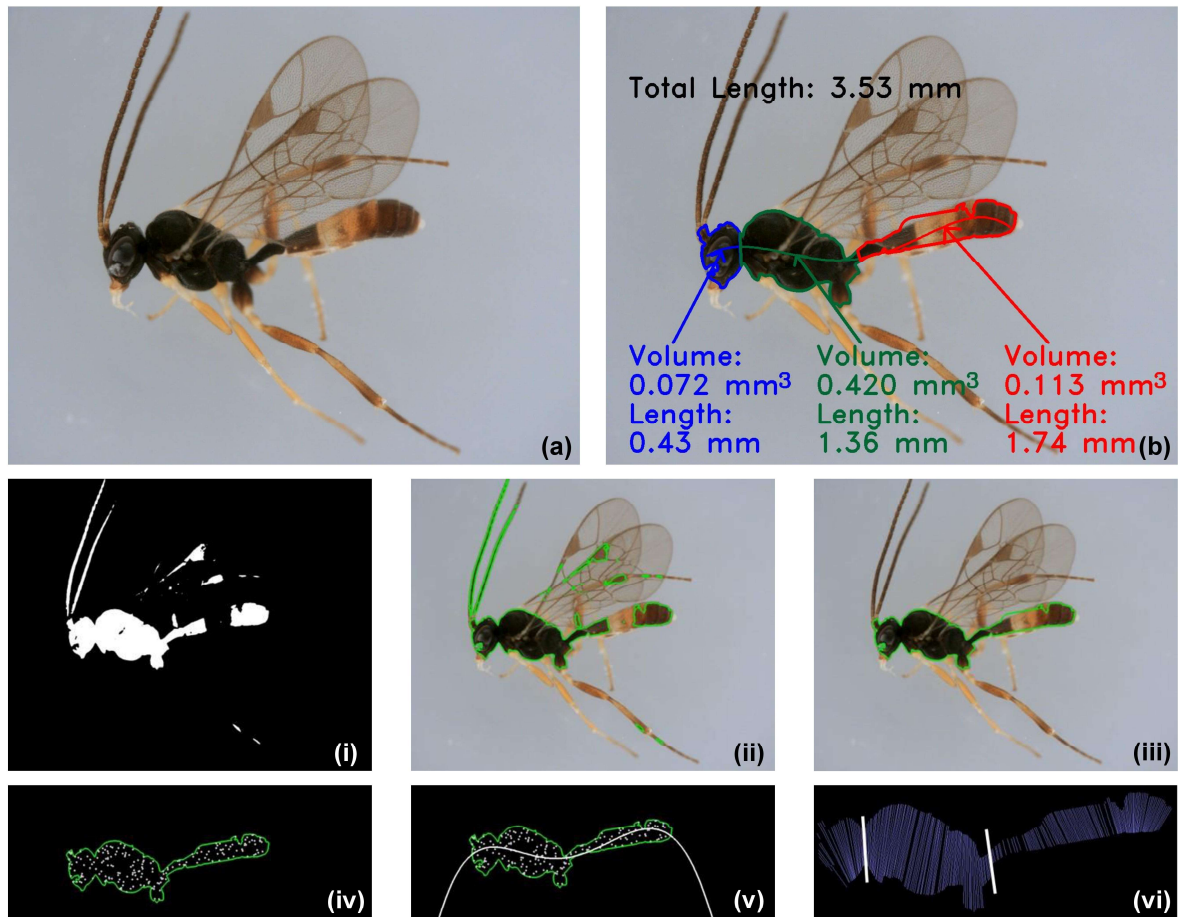 Total Length: 3.53 mm
Volume:
0.072 mm³
Length:
0.43 mm
Volume:
0.420 mm³
Length:
1.36 mm
Volume:
0.113 mm³
Length:
1.74 mm
(a)
(b)
(i)
(ii)
(iii)
(iv)
(v)
(vi)